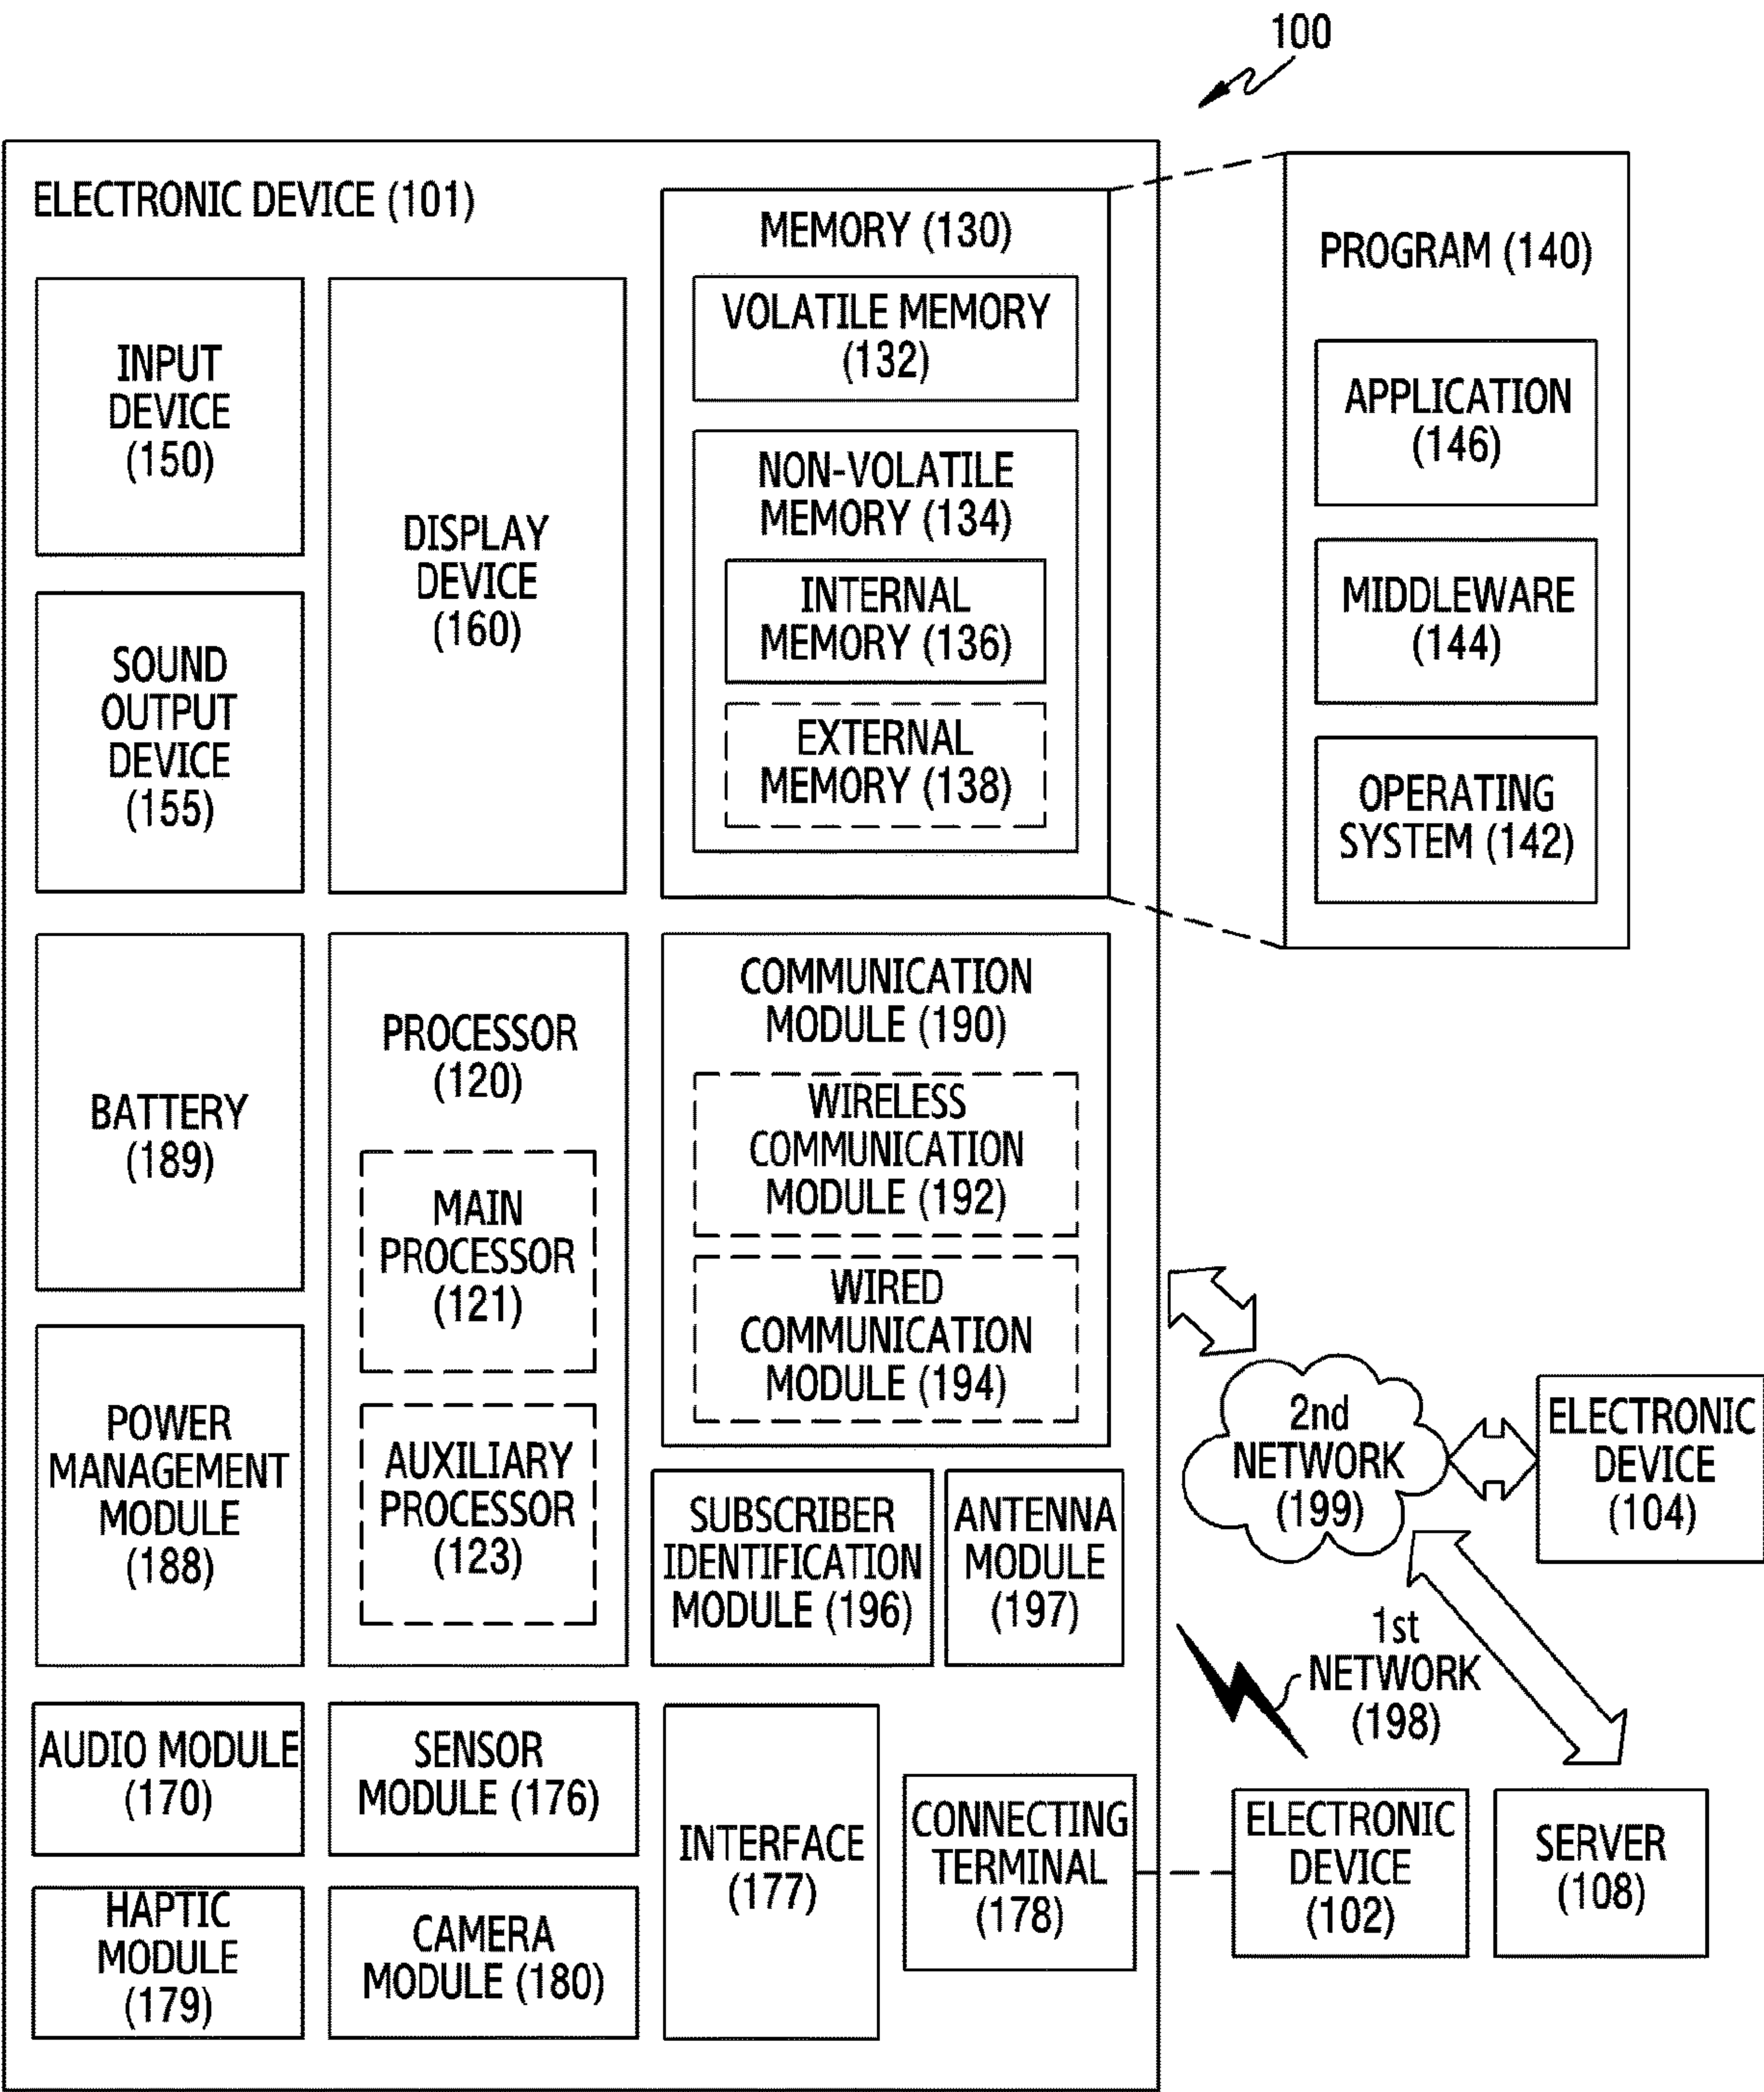 100
ELECTRONIC DEVICE (101)
INPUT
DEVICE
(150)
SOUND
OUTPUT
DEVICE
(155)
DISPLAY
DEVICE
(160)
MEMORY (130)
VOLATILE MEMORY
(132)
NON-VOLATILE
MEMORY (134)
INTERNAL
MEMORY (136)
EXTERNAL
MEMORY (138)
PROGRAM (140)
APPLICATION
(146)
MIDDLEWARE
(144)
OPERATING
SYSTEM (142)
BATTERY
(189)
POWER
MANAGEMENT
MODULE
(188)
PROCESSOR
(120)
MAIN
PROCESSOR
(121)
AUXILIARY
PROCESSOR
(123)
COMMUNICATION
MODULE (190)
WIRELESS
COMMUNICATION
MODULE (192)
WIRED
COMMUNICATION
MODULE (194)
SUBSCRIBER
IDENTIFICATION
MODULE (196)
ANTENNA
MODULE
(197)
2nd
NETWORK
(199)
ELECTRONIC
DEVICE
(104)
1st
NETWORK
(198)
AUDIO MODULE
(170)
SENSOR
MODULE (176)
HAPTIC
MODULE
(179)
CAMERA
MODULE (180)
INTERFACE
(177)
CONNECTING
TERMINAL
(178)
ELECTRONIC
DEVICE
(102)
SERVER
(108)